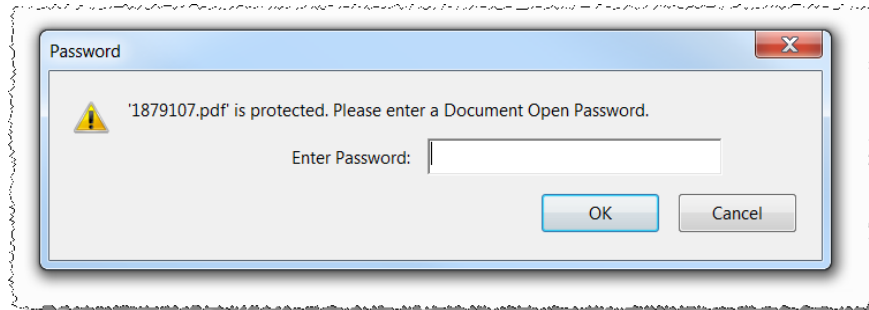 Password
'1879107.pdf' is protected. Please enter a Document Open Password.
Enter Password:
OK Cancel